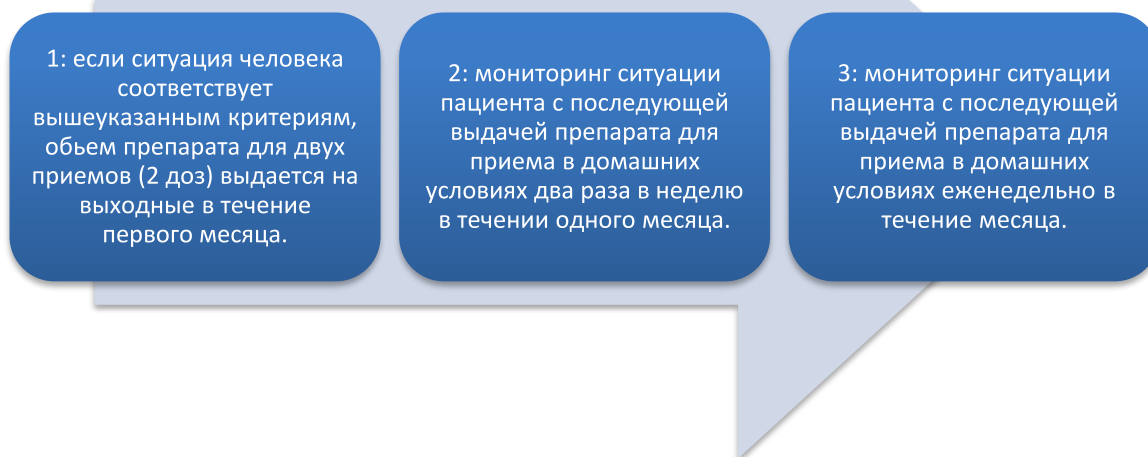 1: если ситуация человека
соответствует
вышеуказанным критериям,
обьем препарата для двух
приемов (2 доз) выдается на
выходные в течение
первого месяца.
2: мониторинг ситуации
пациента с последующей
выдачей препарата для
приема в домашних
условиях два раза в неделю
в течении одного месяца.
3: мониторинг ситуации
пациента с последующей
выдачей препарата для
приема в домашних
условиях еженедельно в
течение месяца.